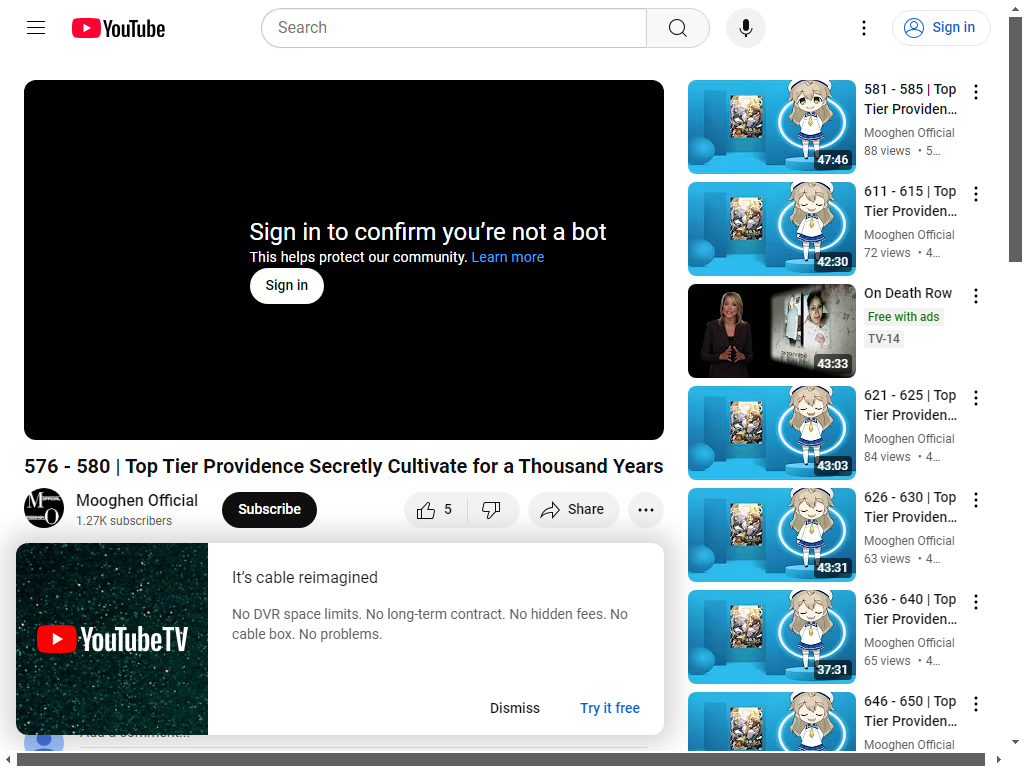 YouTube
Search
Sign in
Sign in to confirm you’re not a bot
This helps protect our community. Learn more
Sign in
576 - 580 | Top Tier Providence Secretly Cultivate for a Thousand Years
Mooghen Official
1.27K subscribers
Subscribe
5
Share
YouTubeTV
It’s cable reimagined
No DVR space limits. No long-term contract. No hidden fees. No
cable box. No problems.
Dismiss
Try it free
Add a comment...
47:46
581 - 585 | Top
Tier Providen…
Mooghen Official
88 views • 5…
42:30
611 - 615 | Top
Tier Providen…
Mooghen Official
72 views • 4…
43:33
On Death Row
Free with ads
TV-14
43:03
621 - 625 | Top
Tier Providen…
Mooghen Official
84 views • 4…
43:31
626 - 630 | Top
Tier Providen…
Mooghen Official
63 views • 4…
37:31
636 - 640 | Top
Tier Providen…
Mooghen Official
65 views • 4…
646 - 650 | Top
Tier Providen…
Mooghen Official